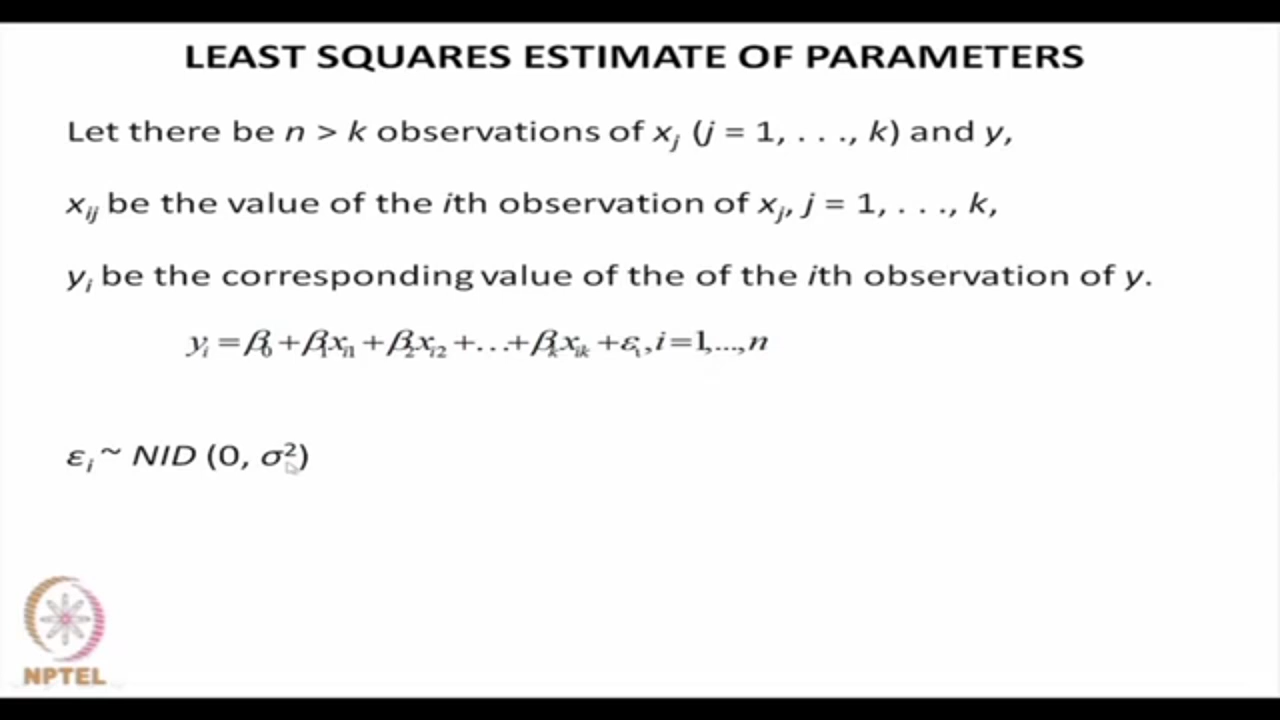 LEAST SQUARES ESTIMATE OF PARAMETERS
Let there be n > k observations of xⱼ (j = 1, . . ., k) and y,
xᵢⱼ be the value of the ith observation of xⱼ, j = 1, . . ., k,
yᵢ be the corresponding value of the of the ith observation of y.
yᵢ = β₀ + β₁xᵢ₁ + β₂xᵢ₂ + ... + βₖxᵢₖ + εᵢ, i = 1,..., n
εᵢ ~ NID (0, σ²)
NPTEL